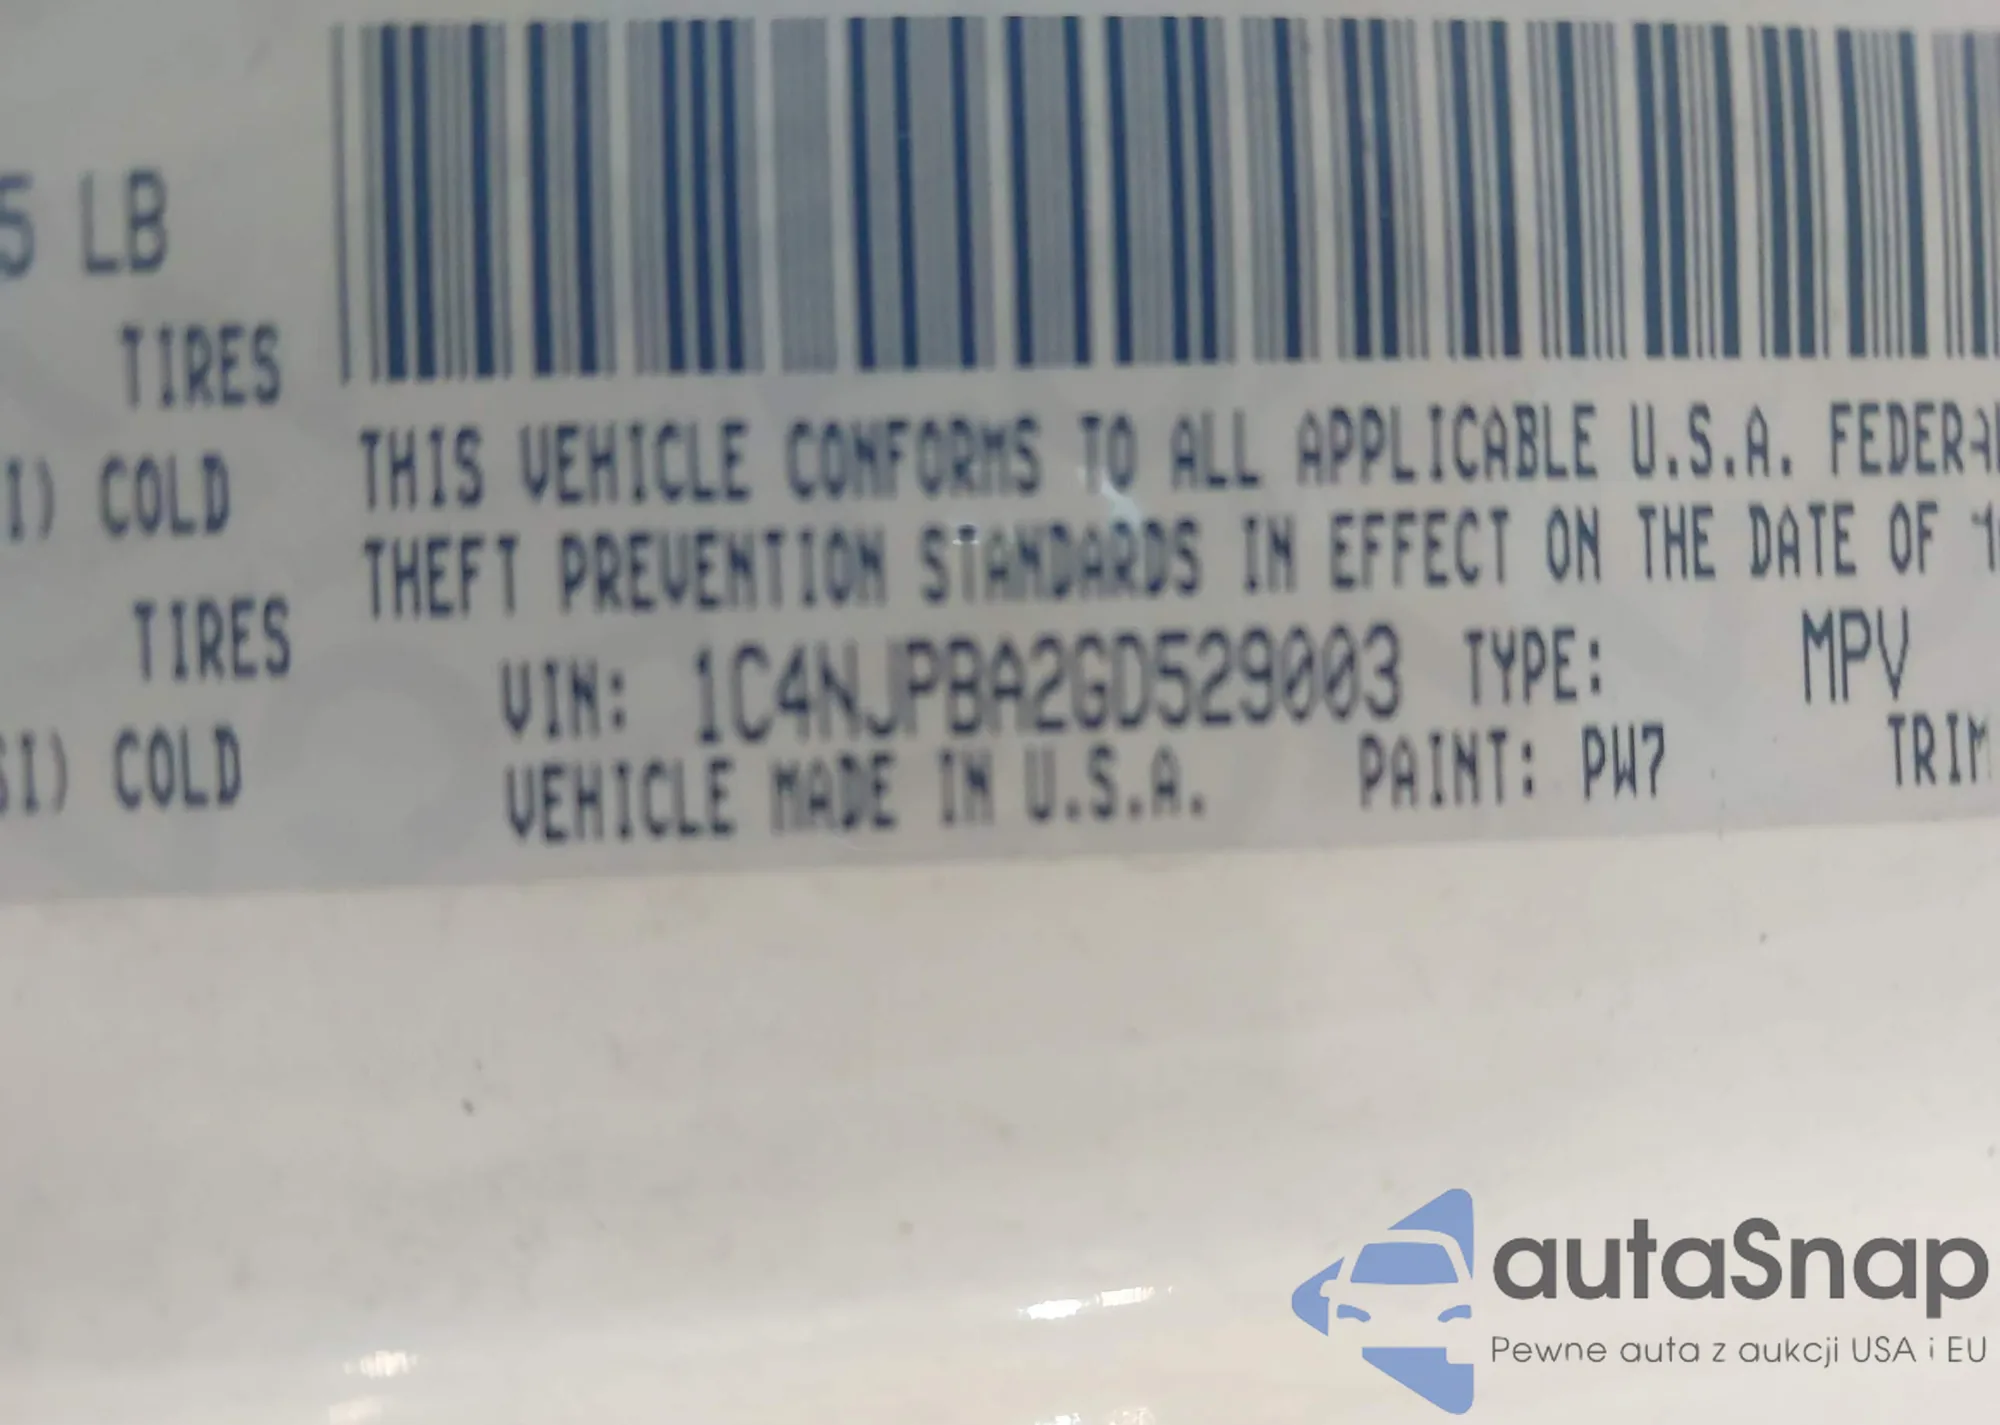 5 LB
TIRES
I) COLD
TIRES
SI) COLD
THIS VEHICLE CONFORMS TO ALL APPLICABLE U.S.A. FEDERAL
THEFT PREVENTION STANDARDS IN EFFECT ON THE DATE OF
VIN: 1C4NJPBA2GD529003 TYPE: MPV
VEHICLE MADE IN U.S.A. PAINT: PW7 TRIM
autaSnap
Pewne auta z aukcji USA i EU